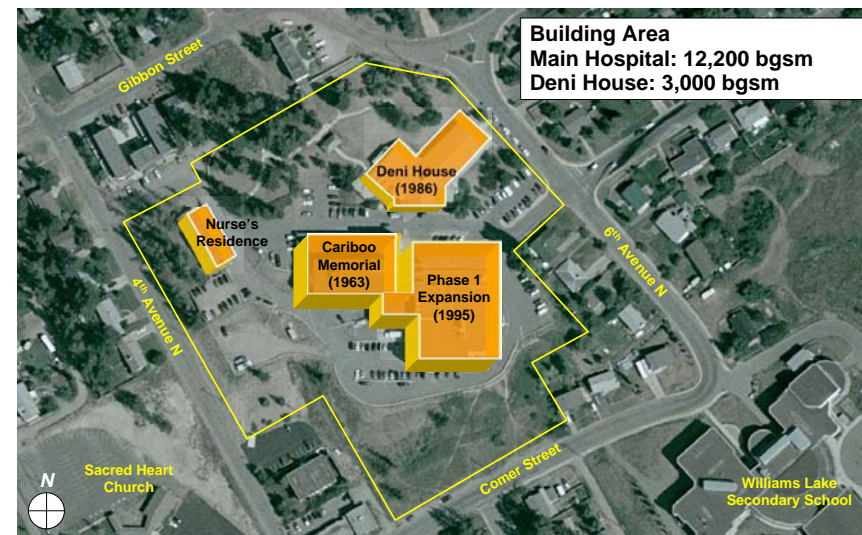 Building Area
Main Hospital: 12,200 bgsm
Deni House: 3,000 bgsm
Gibbon Street
Deni House
(1986)
Nurse's
Residence
Cariboo
Memorial
(1963)
Phase 1
Expansion
(1995)
6th Avenue N
4th Avenue N
Comer Street
Sacred Heart
Church
Williams Lake
Secondary School
N